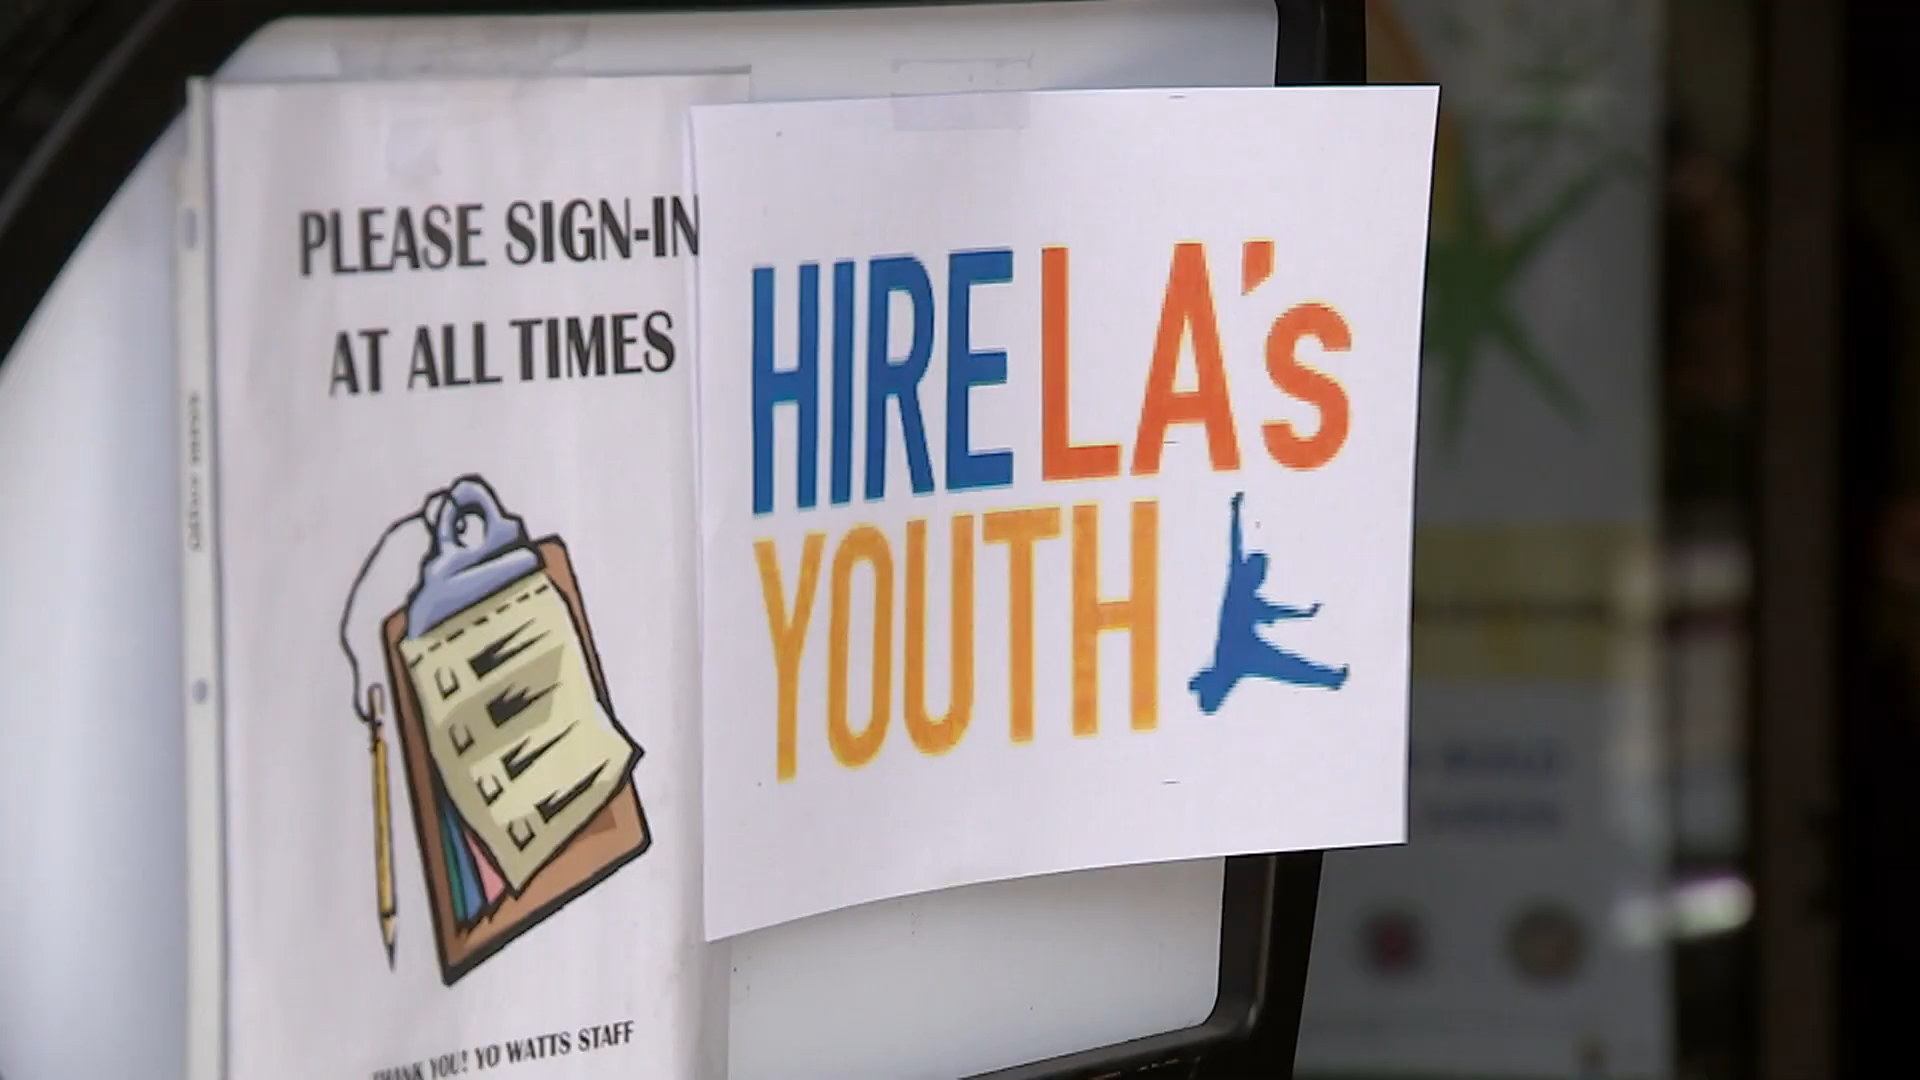 PLEASE SIGN-IN
AT ALL TIMES
THANK YOU! YO WATTS STAFF
HIRE LA's
YOUTH